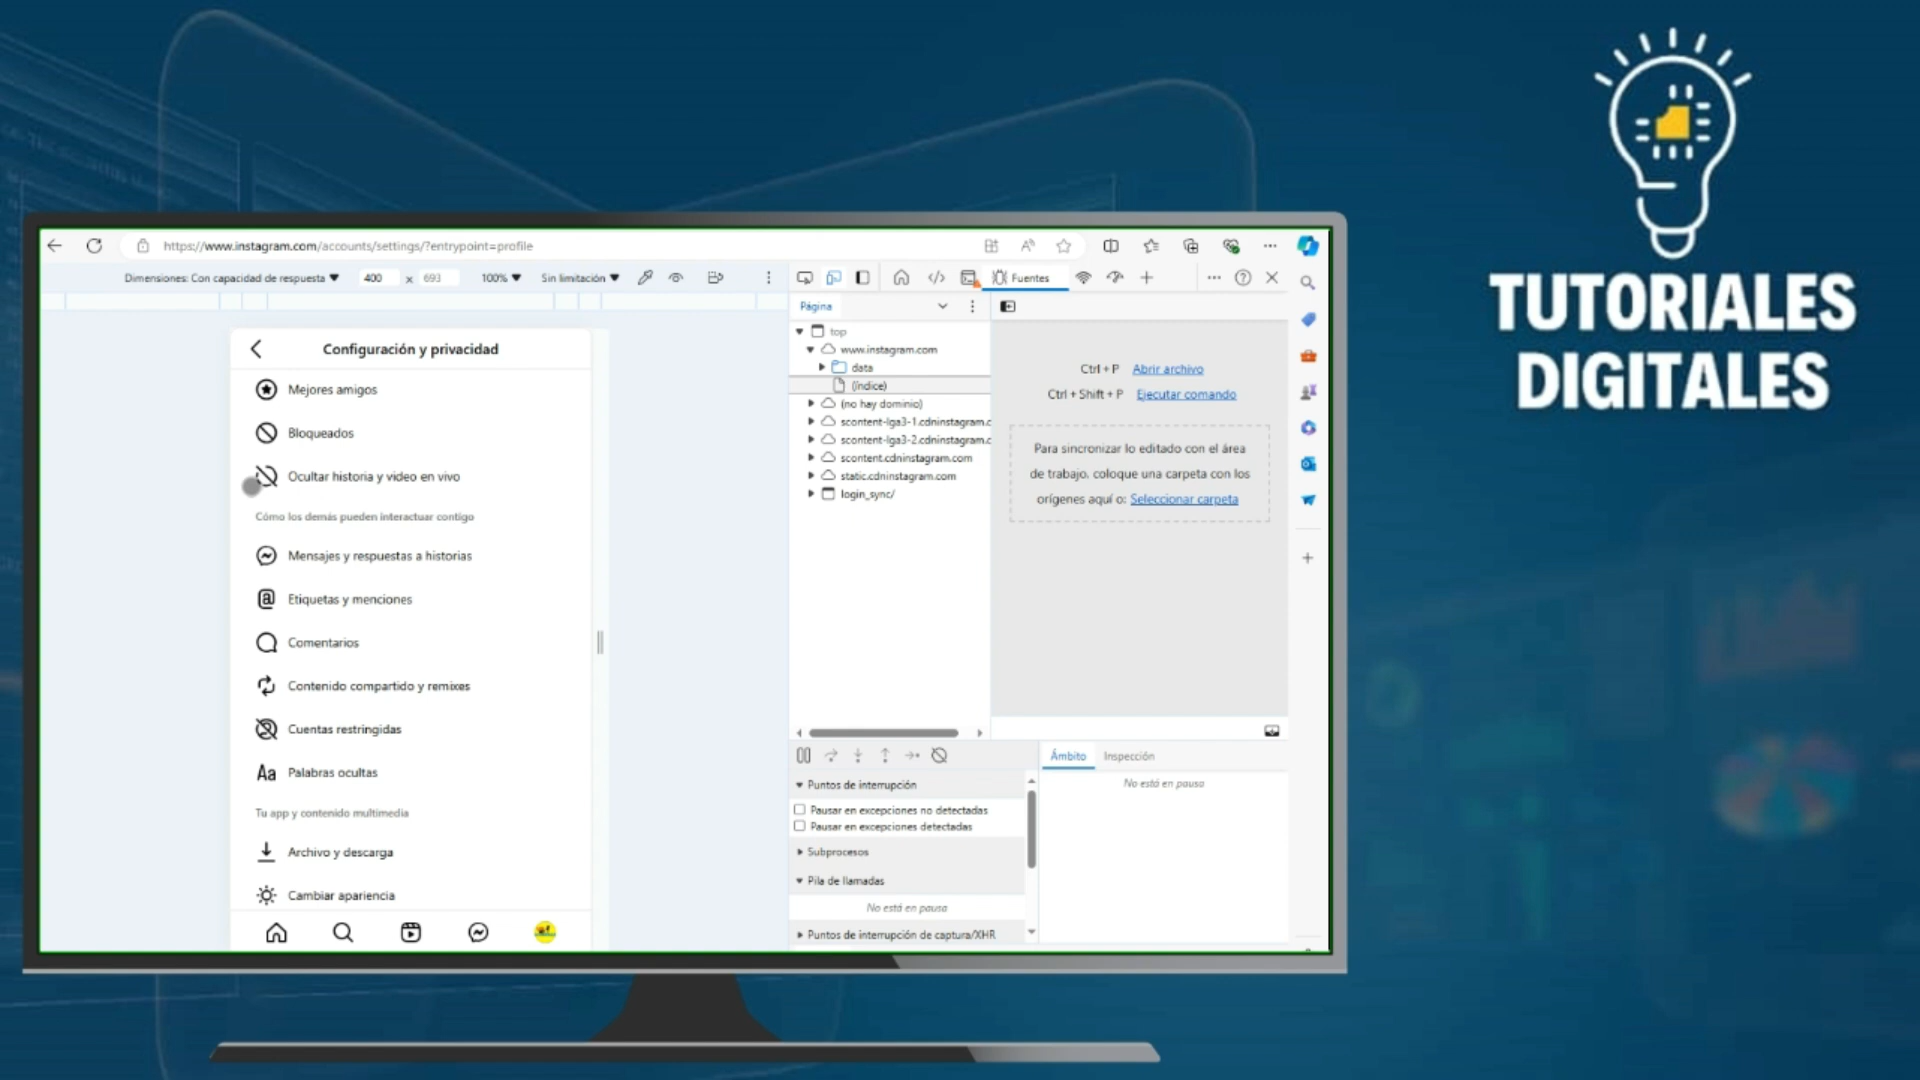 https://www.instagram.com/accounts/settings/?entrypoint=profile
Dimensiones: Con capacidad de respuesta 400 x 693 100% Sin limitación
Fuentes
Configuración y privacidad
Mejores amigos
Bloqueados
Ocultar historia y video en vivo
Cómo los demás pueden interactuar contigo
Mensajes y respuestas a historias
Etiquetas y menciones
Comentarios
Contenido compartido y remixes
Cuentas restringidas
Aa Palabras ocultas
Tu app y contenido multimedia
Archivo y descarga
Cambiar apariencia
Página
top
www.instagram.com
data
(índice)
(no hay dominio)
scontent-lga3-1.cdninstagram.c
scontent-lga3-2.cdninstagram.c
scontent.cdninstagram.com
static.cdninstagram.com
login_sync/
Ctrl + P Abrir archivo
Ctrl + Shift + P Ejecutar comando
Para sincronizar lo editado con el área
de trabajo, coloque una carpeta con los
orígenes aquí o: Seleccionar carpeta
Puntos de interrupción
Pausar en excepciones no detectadas
Pausar en excepciones detectadas
Subprocesos
Pila de llamadas
No está en pausa
Puntos de interrupción de captura/XHR
Ámbito Inspección
No está en pausa
TUTORIALES
DIGITALES